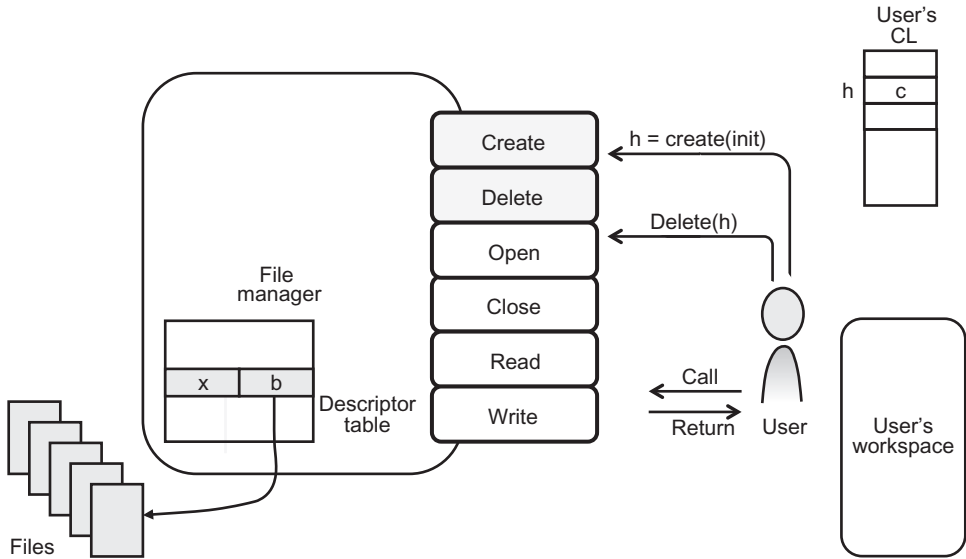 User's
CL
h
c
Create
h = create(init)
Delete
Delete(h)
Open
File
manager
Close
Read
x
b
Call
Descriptor
table
Write
Return
User
User's
workspace
Files